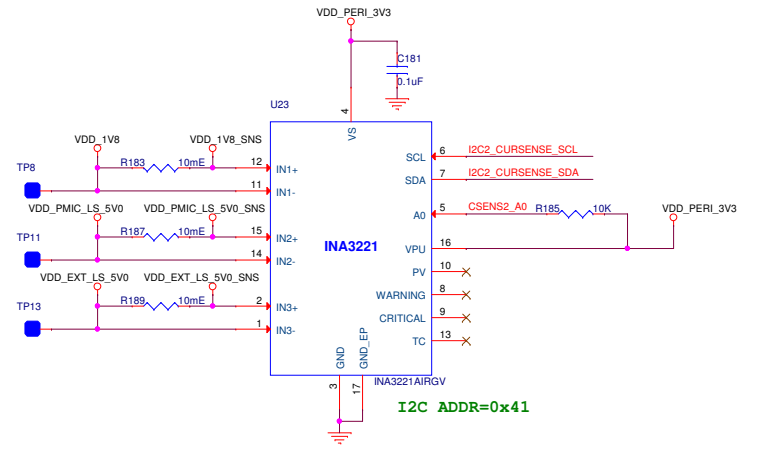 VDD_PERI_3V3
C181
0.1uF
U23
4
VS
VDD_1V8
VDD_1V8_SNS
TP8
R183
10mE
12
IN1+
11
IN1-
VDD_PMIC_LS_5V0
VDD_PMIC_LS_5V0_SNS
TP11
R187
10mE
15
IN2+
14
IN2-
VDD_EXT_LS_5V0
VDD_EXT_LS_5V0_SNS
TP13
R189
10mE
2
IN3+
1
IN3-
INA3221
SCL
6
I2C2_CURSENSE_SCL
SDA
7
I2C2_CURSENSE_SDA
A0
5
CSENS2_A0
R185
10K
VDD_PERI_3V3
VPU
16
PV
10
WARNING
8
CRITICAL
9
TC
13
GND
GND_EP
3
17
INA3221AIRGV
I2C ADDR=0x41